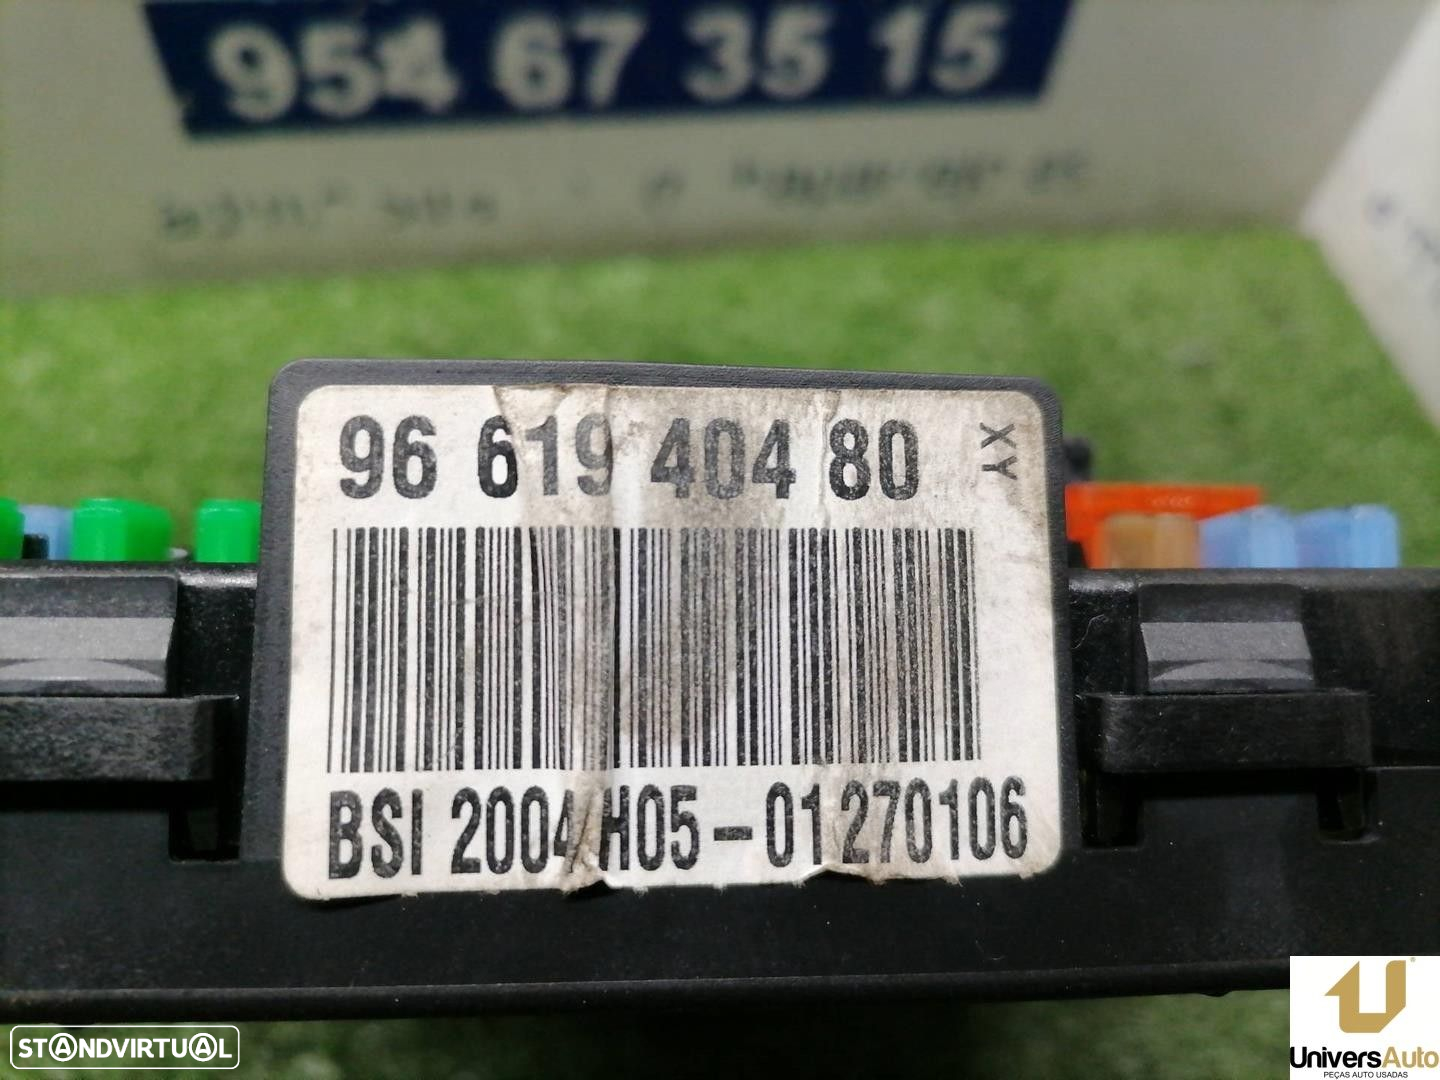 954 67 35 15
96 619 404 80
XY
BSI 2004 H05-01 270106
STANDVIRTUAL
UniversAuto
PEÇAS AUTO USADAS